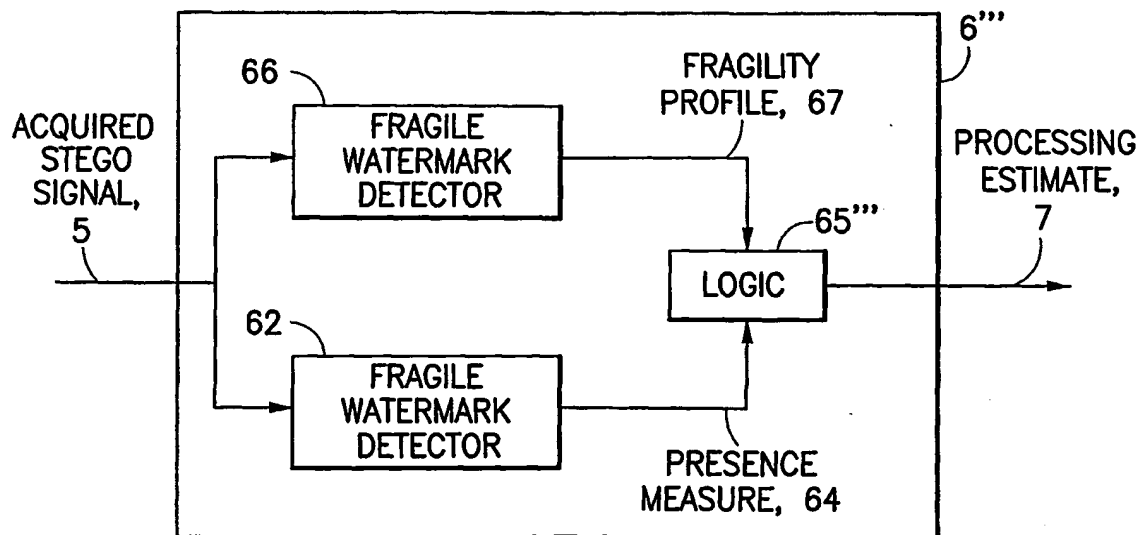 6'''
66
FRAGILITY
PROFILE, 67
ACQUIRED
STEGO
SIGNAL,
5
FRAGILE
WATERMARK
DETECTOR
PROCESSING
ESTIMATE,
7
65'''
LOGIC
62
FRAGILE
WATERMARK
DETECTOR
PRESENCE
MEASURE, 64